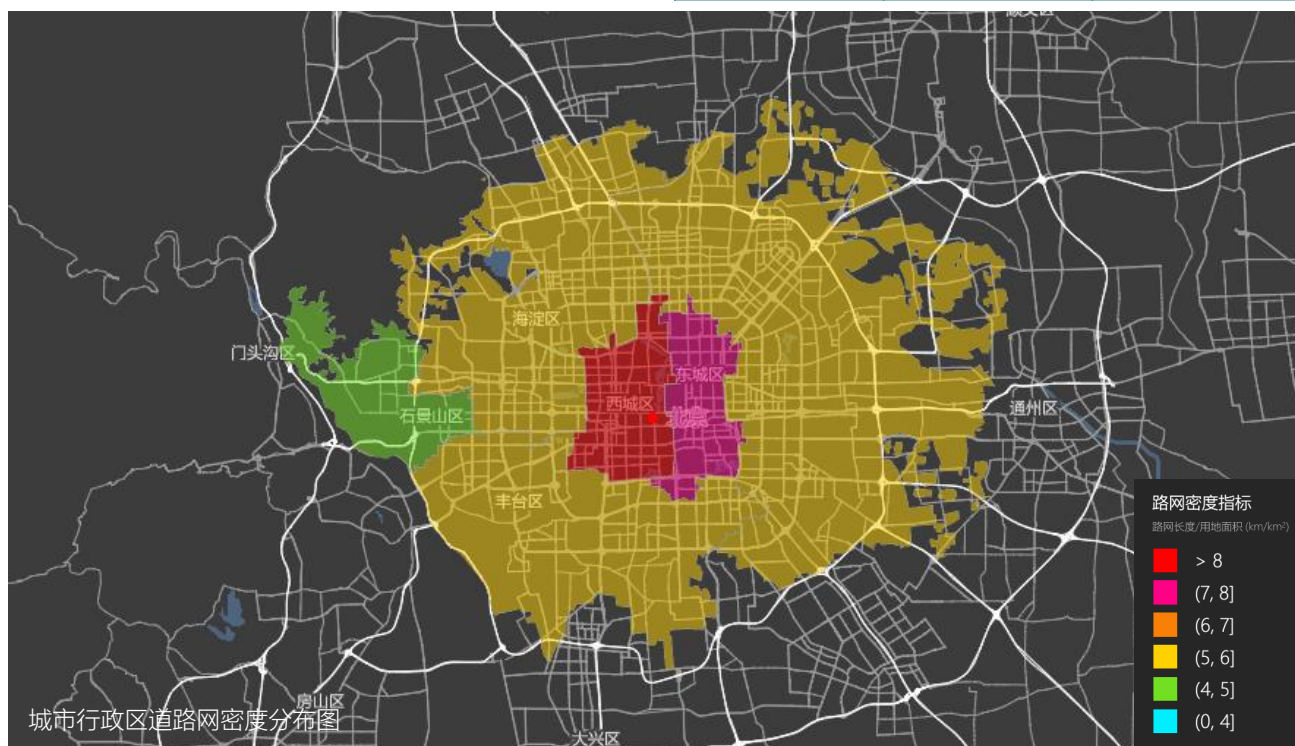 顺义区
海淀区
门头沟区
东城区
西城区
北京
石景山区
通州区
丰台区
路网密度指标
路网长度/用地面积 (km/km²)
> 8
(7, 8]
(6, 7]
(5, 6]
(4, 5]
(0, 4]
房山区
城市行政区道路网密度分布图
大兴区